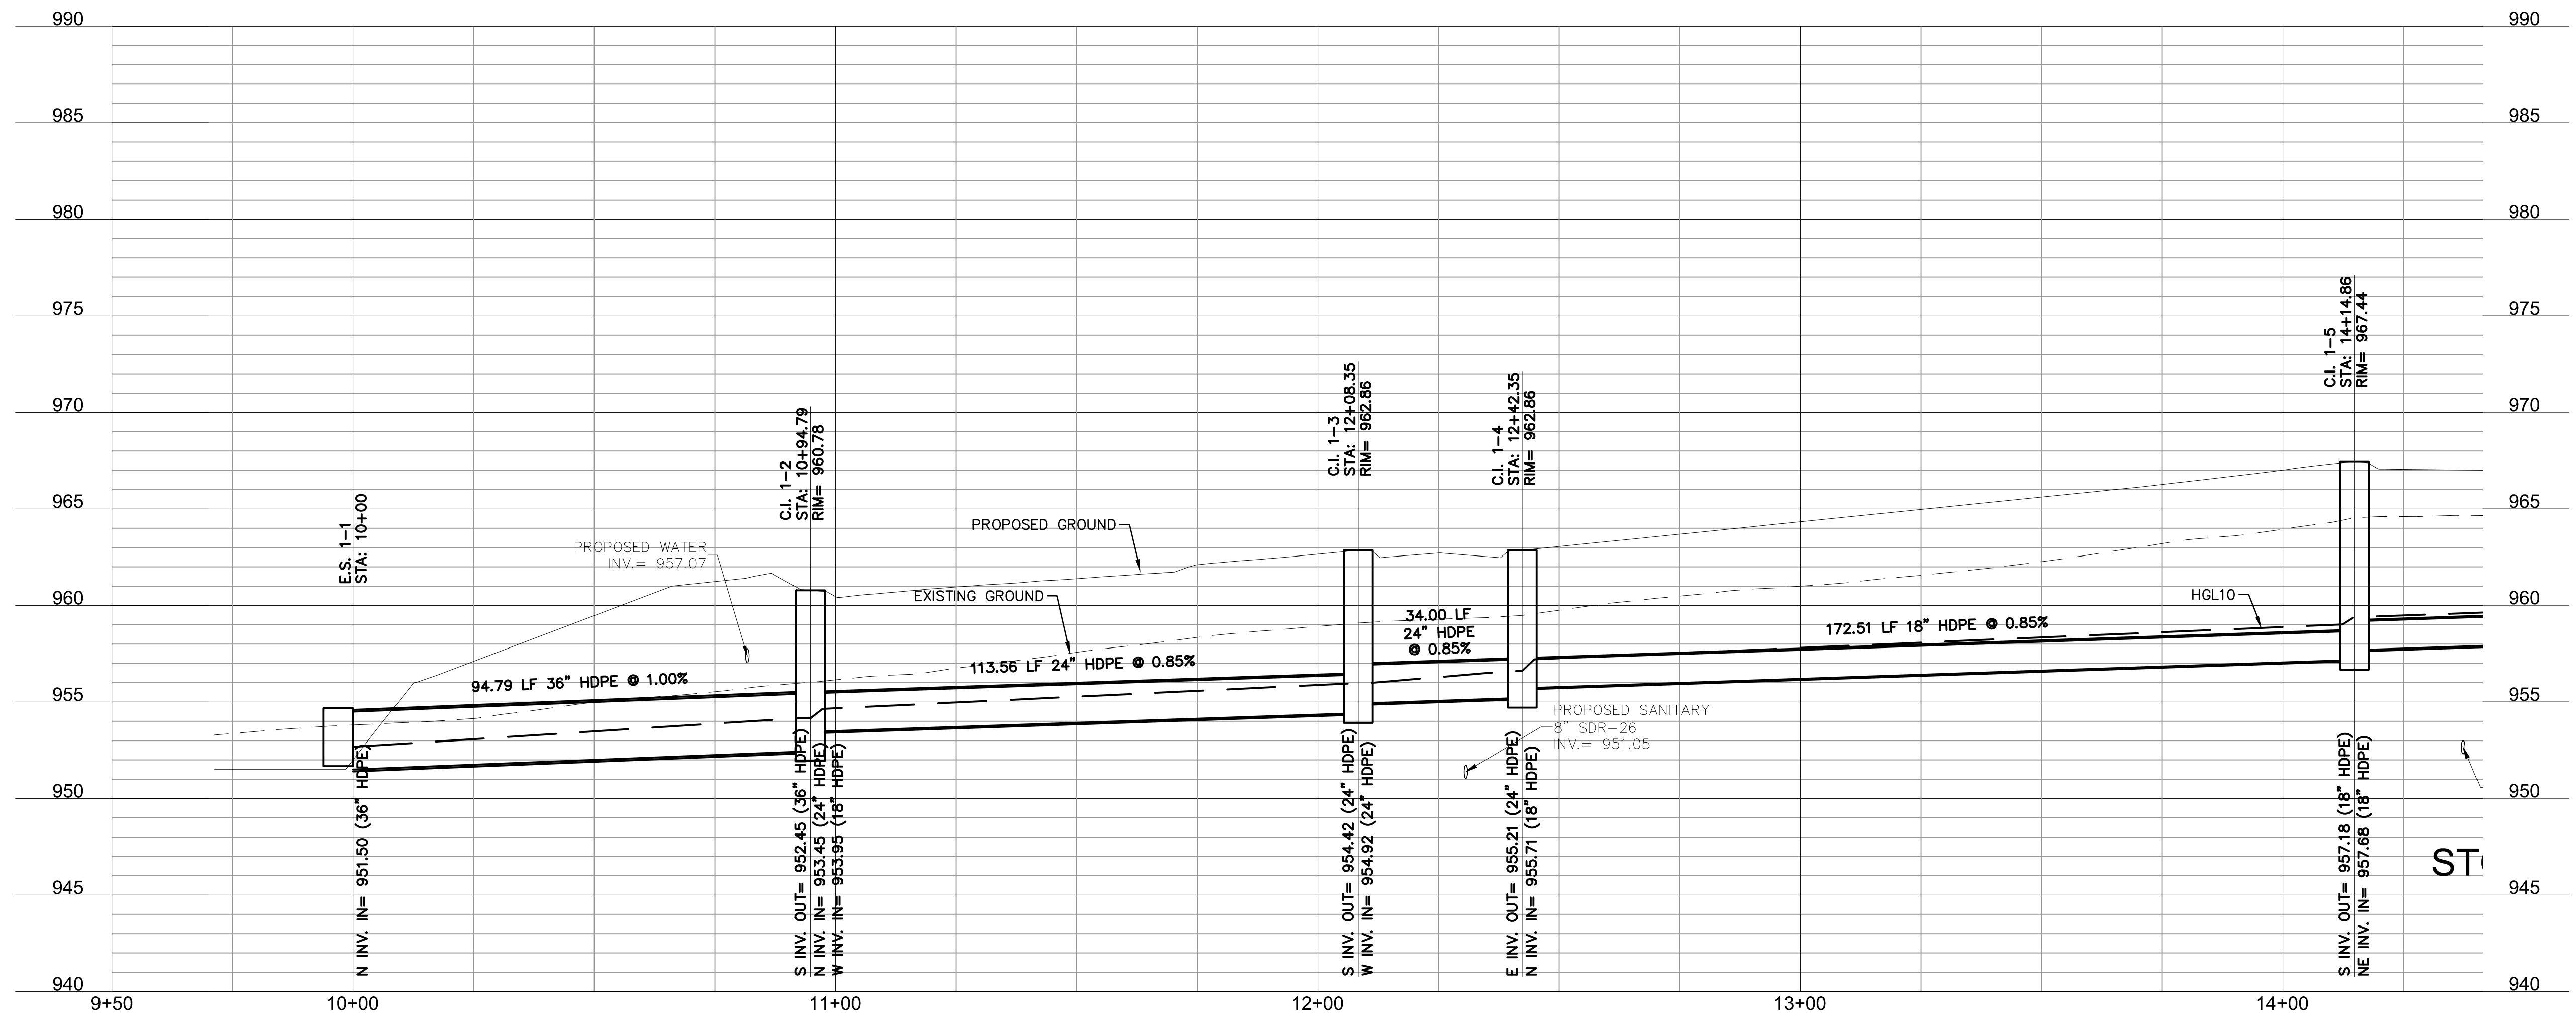 990
985
980
975
970
965
960
955
950
945
940
990
985
980
975
970
965
960
955
950
945
940
9+50
10+00
11+00
12+00
13+00
14+00
E.S. 1-1
STA: 10+00
N INV. IN= 951.50 (36" HDPE)
94.79 LF 36" HDPE @ 1.00%
PROPOSED WATER
INV.= 957.07
C.I. 1-2
STA: 10+94.79
RIM= 960.78
S INV. OUT= 952.45 (36" HDPE)
N INV. IN= 953.45 (24" HDPE)
W INV. IN= 953.95 (18" HDPE)
PROPOSED GROUND
EXISTING GROUND
113.56 LF 24" HDPE @ 0.85%
C.I. 1-3
STA: 12+08.35
RIM= 962.86
S INV. OUT= 954.42 (24" HDPE)
W INV. IN= 954.92 (24" HDPE)
34.00 LF
24" HDPE
@ 0.85%
C.I. 1-4
STA: 12+42.35
RIM= 962.86
E INV. OUT= 955.21 (24" HDPE)
N INV. IN= 955.71 (18" HDPE)
PROPOSED SANITARY
8" SDR-26
INV.= 951.05
172.51 LF 18" HDPE @ 0.85%
HGL10
C.I. 1-5
STA: 14+14.86
RIM= 967.44
S INV. OUT= 957.18 (18" HDPE)
NE INV. IN= 957.68 (18" HDPE)